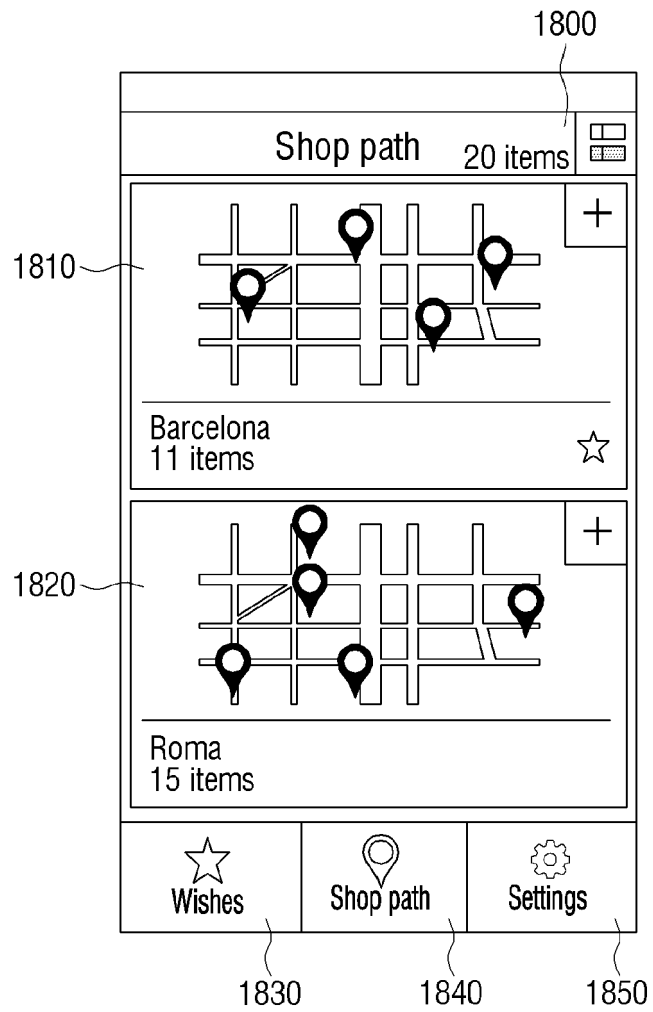 1800
Shop path
20 items
+
1810
Barcelona
11 items
+
1820
Roma
15 items
Wishes
Shop path
Settings
1830
1840
1850